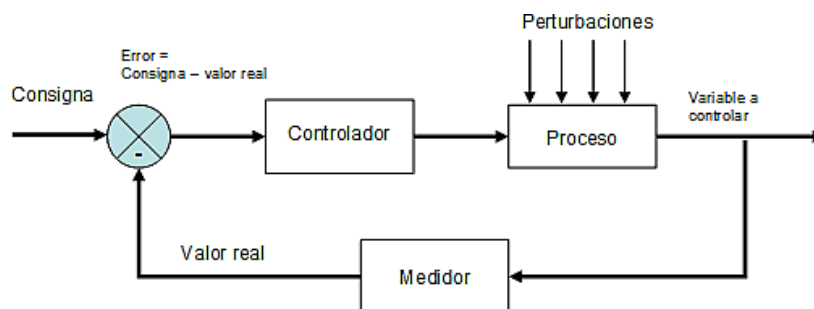 Perturbaciones
Error =
Consigna – valor real
Consigna
Variable a
controlar
Controlador
Proceso
-
Valor real
Medidor